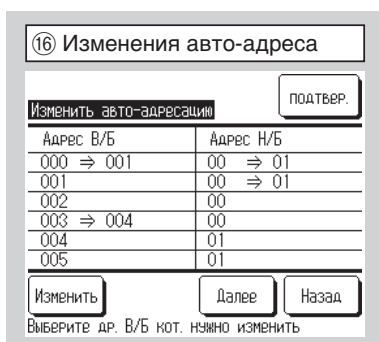 ⑯ Изменения авто-адреса
ПОДТВЕР.
Изменить авто-адресацию
Адрес В/Б Адрес Н/Б
000 ⇒ 001 00 ⇒ 01
001 00 ⇒ 01
002 00
003 ⇒ 004 00
004 01
005 01
Изменить Далее Назад
Выберите др. В/Б кот. нужно изменить